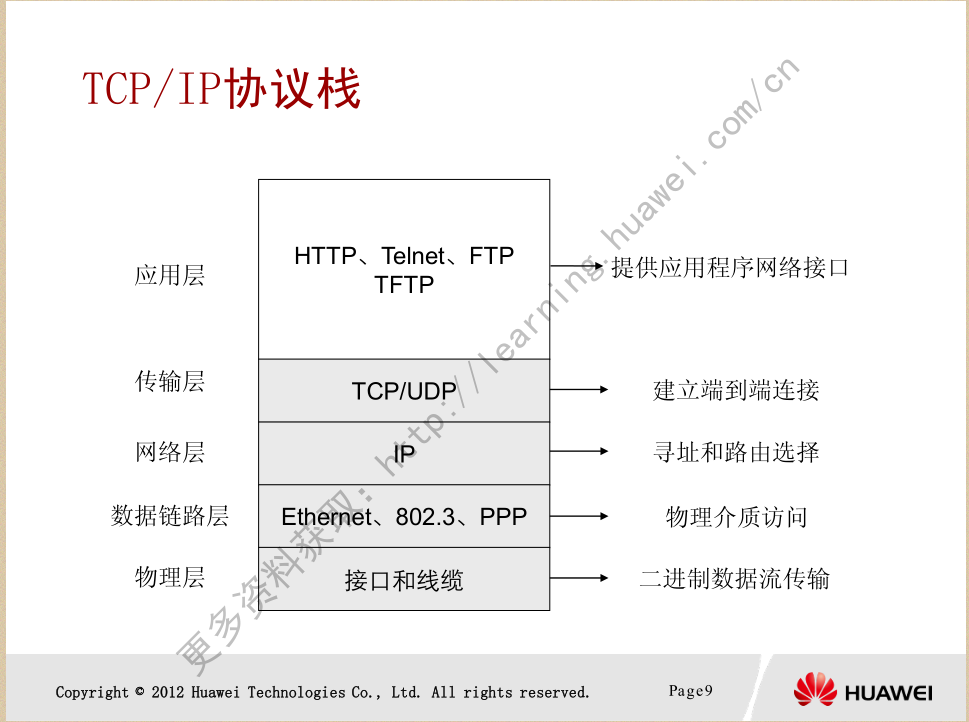 TCP/IP协议栈
应用层
HTTP、Telnet、FTP
TFTP
提供应用程序网络接口
传输层
TCP/UDP
建立端到端连接
网络层
IP
寻址和路由选择
数据链路层
Ethernet、802.3、PPP
物理介质访问
物理层
接口和线缆
二进制数据流传输
更多资料获取：http://learning.huawei.com/cn
Copyright © 2012 Huawei Technologies Co., Ltd. All rights reserved.
Page9
HUAWEI